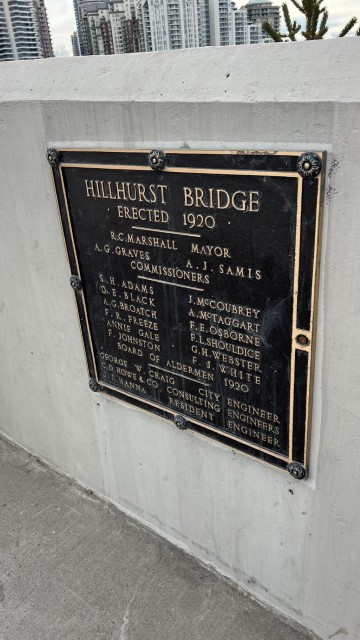 HILLHURST BRIDGE
· ERECTED 1920 ·
R.C. MARSHALL MAYOR
A.G. GRAVES A.J. SAMIS
COMMISSIONERS
S. H. ADAMS J. McCOUBREY
D. E. BLACK A. McTAGGART
A.G. BROATCH F. E. OSBORNE
F. R. FREEZE F. L. SHOULDICE
ANNIE GALE G. H. WEBSTER
F. JOHNSTON F. J. WHITE
BOARD OF ALDERMEN 1920
GEORGE W. CRAIG CITY ENGINEER
C.D. HOWE & CO. CONSULTING ENGINEERS
HANNA RESIDENT ENGINEER